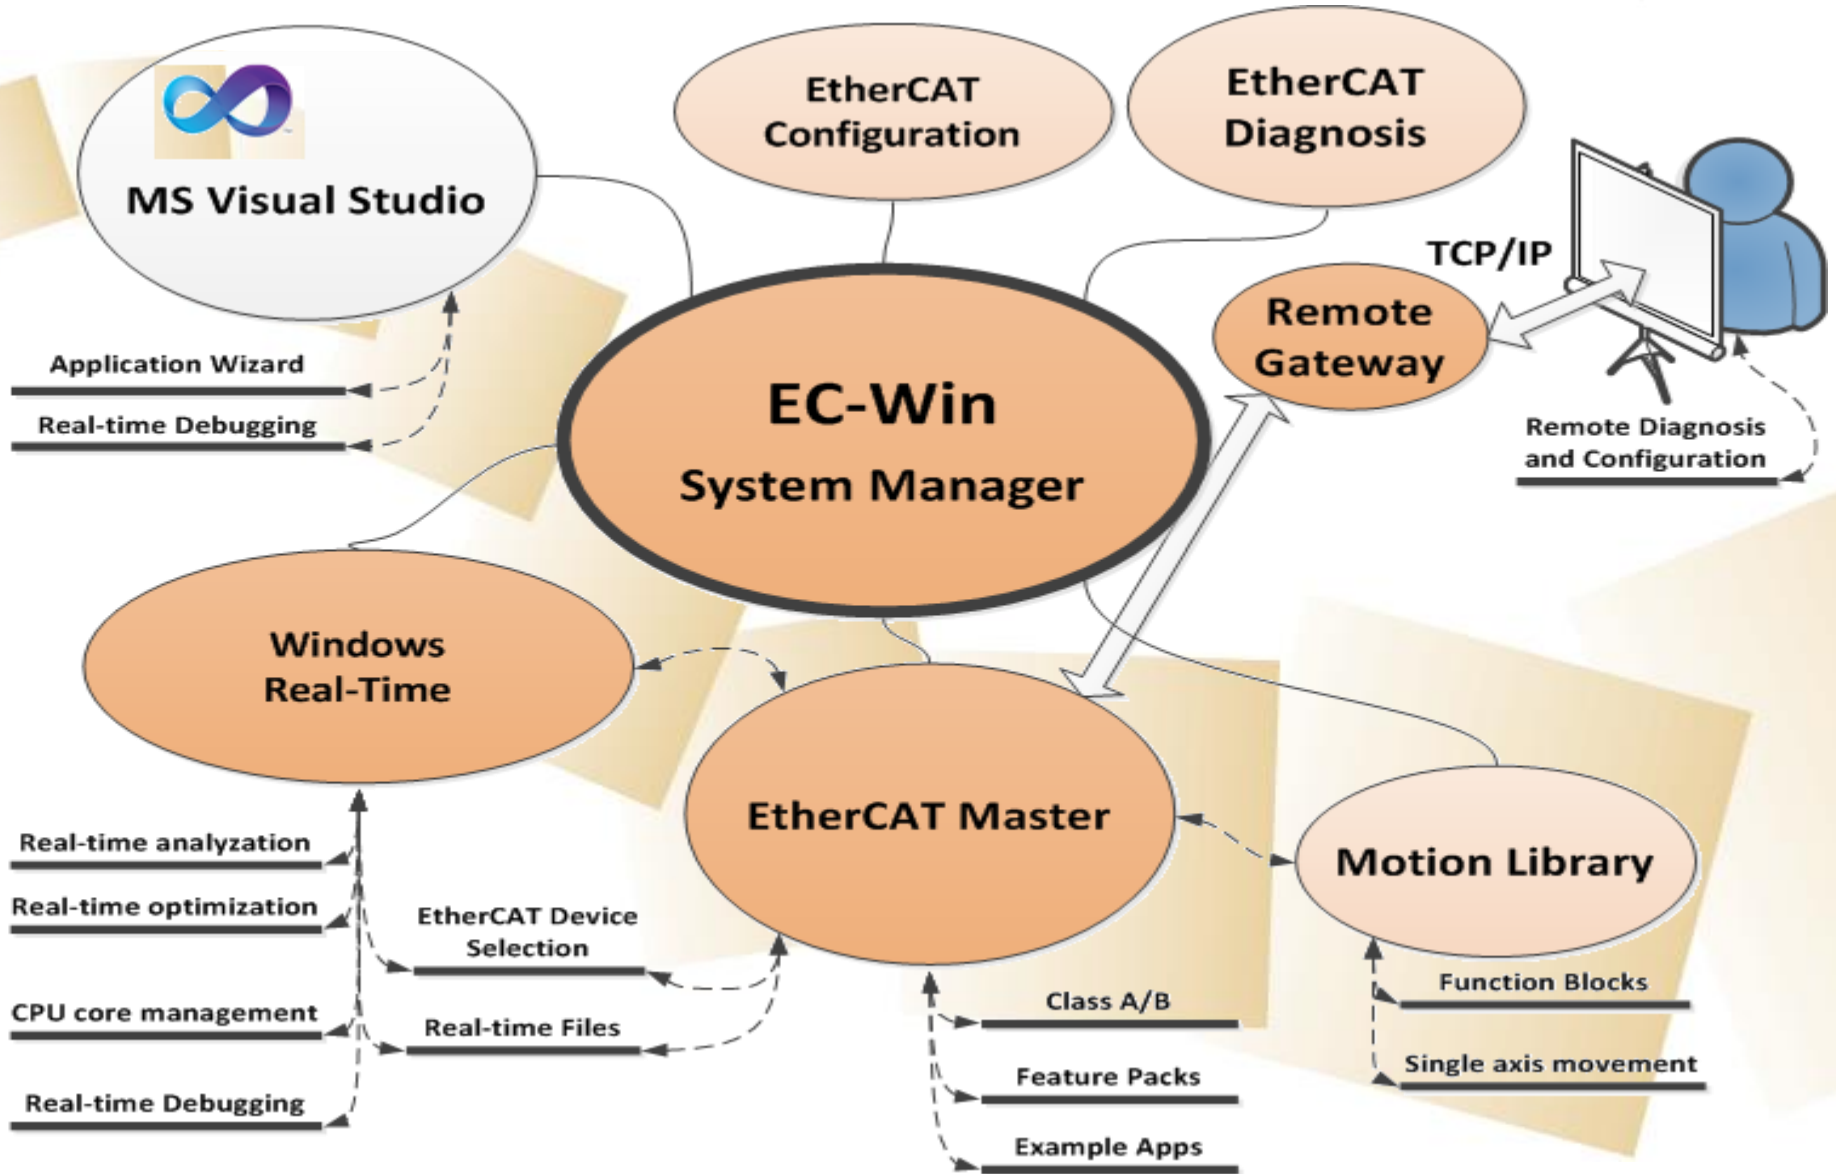 MS Visual Studio
EtherCAT
Configuration
EtherCAT
Diagnosis
TCP/IP
Remote
Gateway
Application Wizard
Real-time Debugging
EC-Win
System Manager
Remote Diagnosis
and Configuration
Windows
Real-Time
EtherCAT Master
Motion Library
Real-time analyzation
Real-time optimization
CPU core management
Real-time Debugging
EtherCAT Device
Selection
Real-time Files
Class A/B
Feature Packs
Example Apps
Function Blocks
Single axis movement